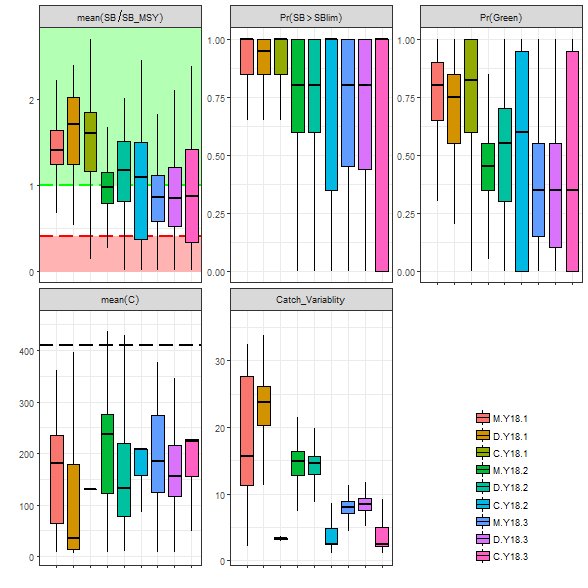 mean(SB/SB_MSY)
Pr(SB>SBlim)
Pr(Green)
2
1
0
1.00
0.75
0.50
0.25
0.00
1.00
0.75
0.50
0.25
0.00
mean(C)
Catch_Variablity
400
300
200
100
0
30
20
10
0
M.Y18.1
D.Y18.1
C.Y18.1
M.Y18.2
D.Y18.2
C.Y18.2
M.Y18.3
D.Y18.3
C.Y18.3